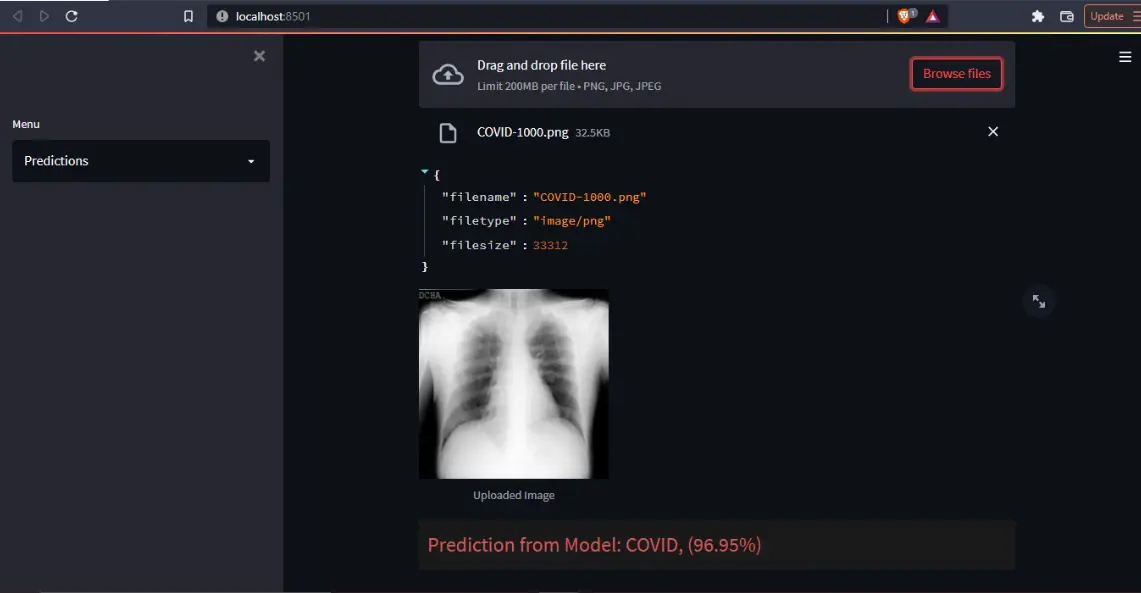 localhost:8501
1
Update
Drag and drop file here
Limit 200MB per file • PNG, JPG, JPEG
Browse files
Menu
COVID-1000.png 32.5KB
Predictions
{
"filename" : "COVID-1000.png"
"filetype" : "image/png"
"filesize" : 33312
}
DCHA.
Uploaded Image
Prediction from Model: COVID, (96.95%)